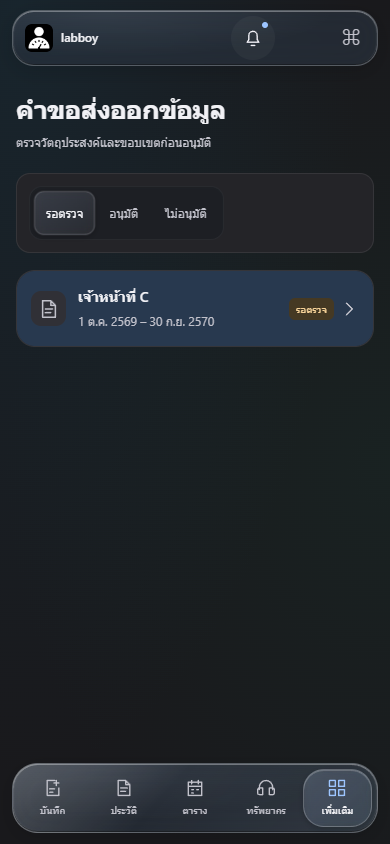 labboy
คำขอส่งออกข้อมูล
ตรวจวัตถุประสงค์และขอบเขตก่อนอนุมัติ
รอตรวจ อนุมัติ ไม่อนุมัติ
เจ้าหน้าที่ C
1 ต.ค. 2569 – 30 ก.ย. 2570
รอตรวจ
บันทึก ประวัติ ตาราง ทรัพยากร เพิ่มเติม